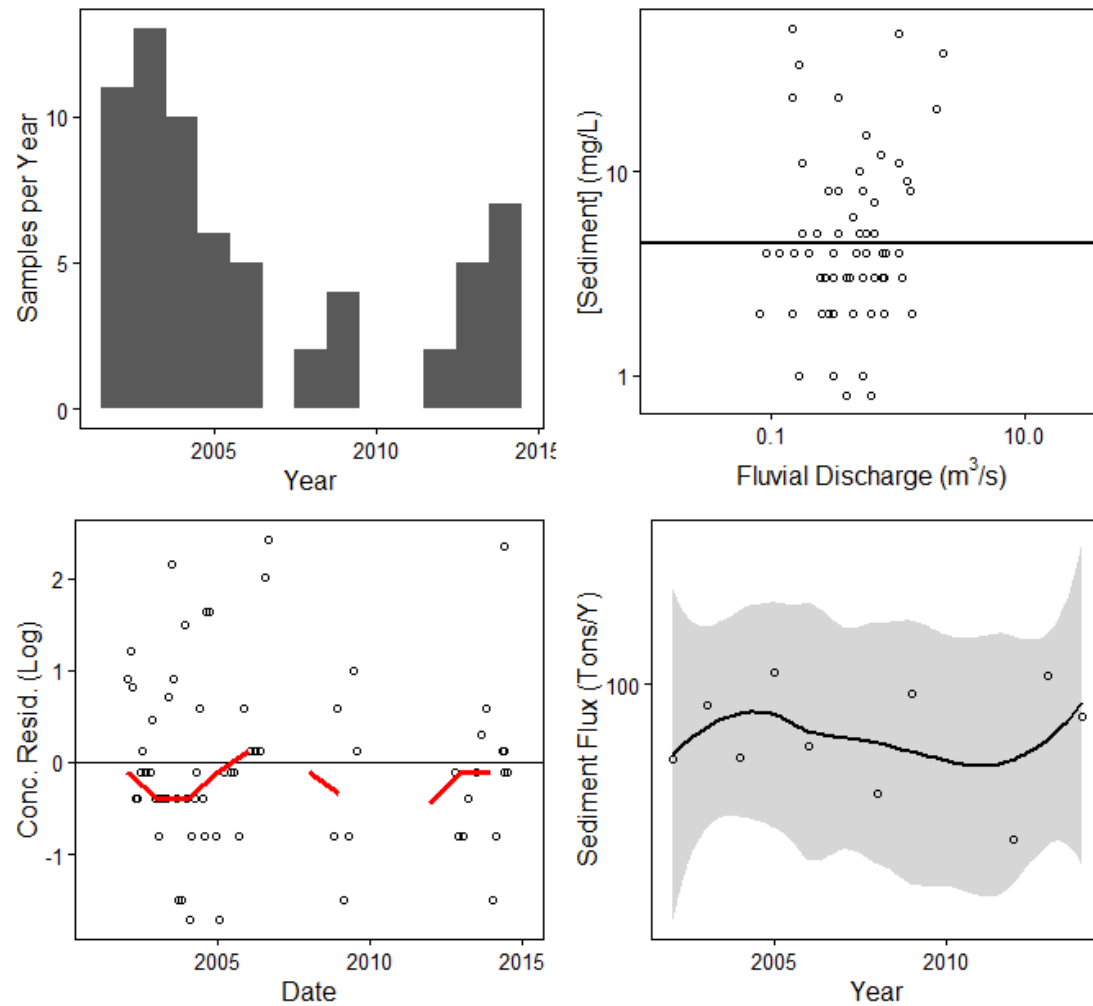 Samples per Year
10
5
0
2005
2010
2015
Year
[Sediment] (mg/L)
10
1
0.1
10.0
Fluvial Discharge (m³/s)
Conc. Resid. (Log)
2
1
0
-1
2005
2010
2015
Date
Sediment Flux (Tons/Y)
100
2005
2010
Year